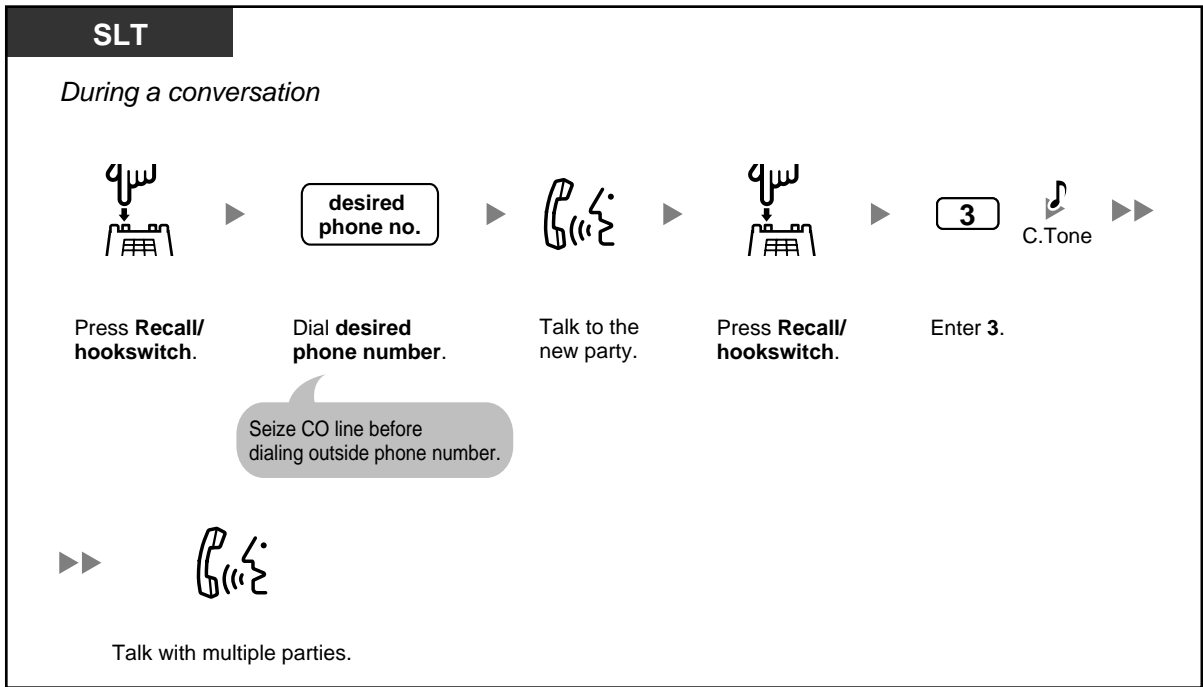 SLT
During a conversation
desired
phone no.
3
C.Tone
Press Recall/
hookswitch.
Dial desired
phone number.
Talk to the
new party.
Press Recall/
hookswitch.
Enter 3.
Seize CO line before
dialing outside phone number.
Talk with multiple parties.